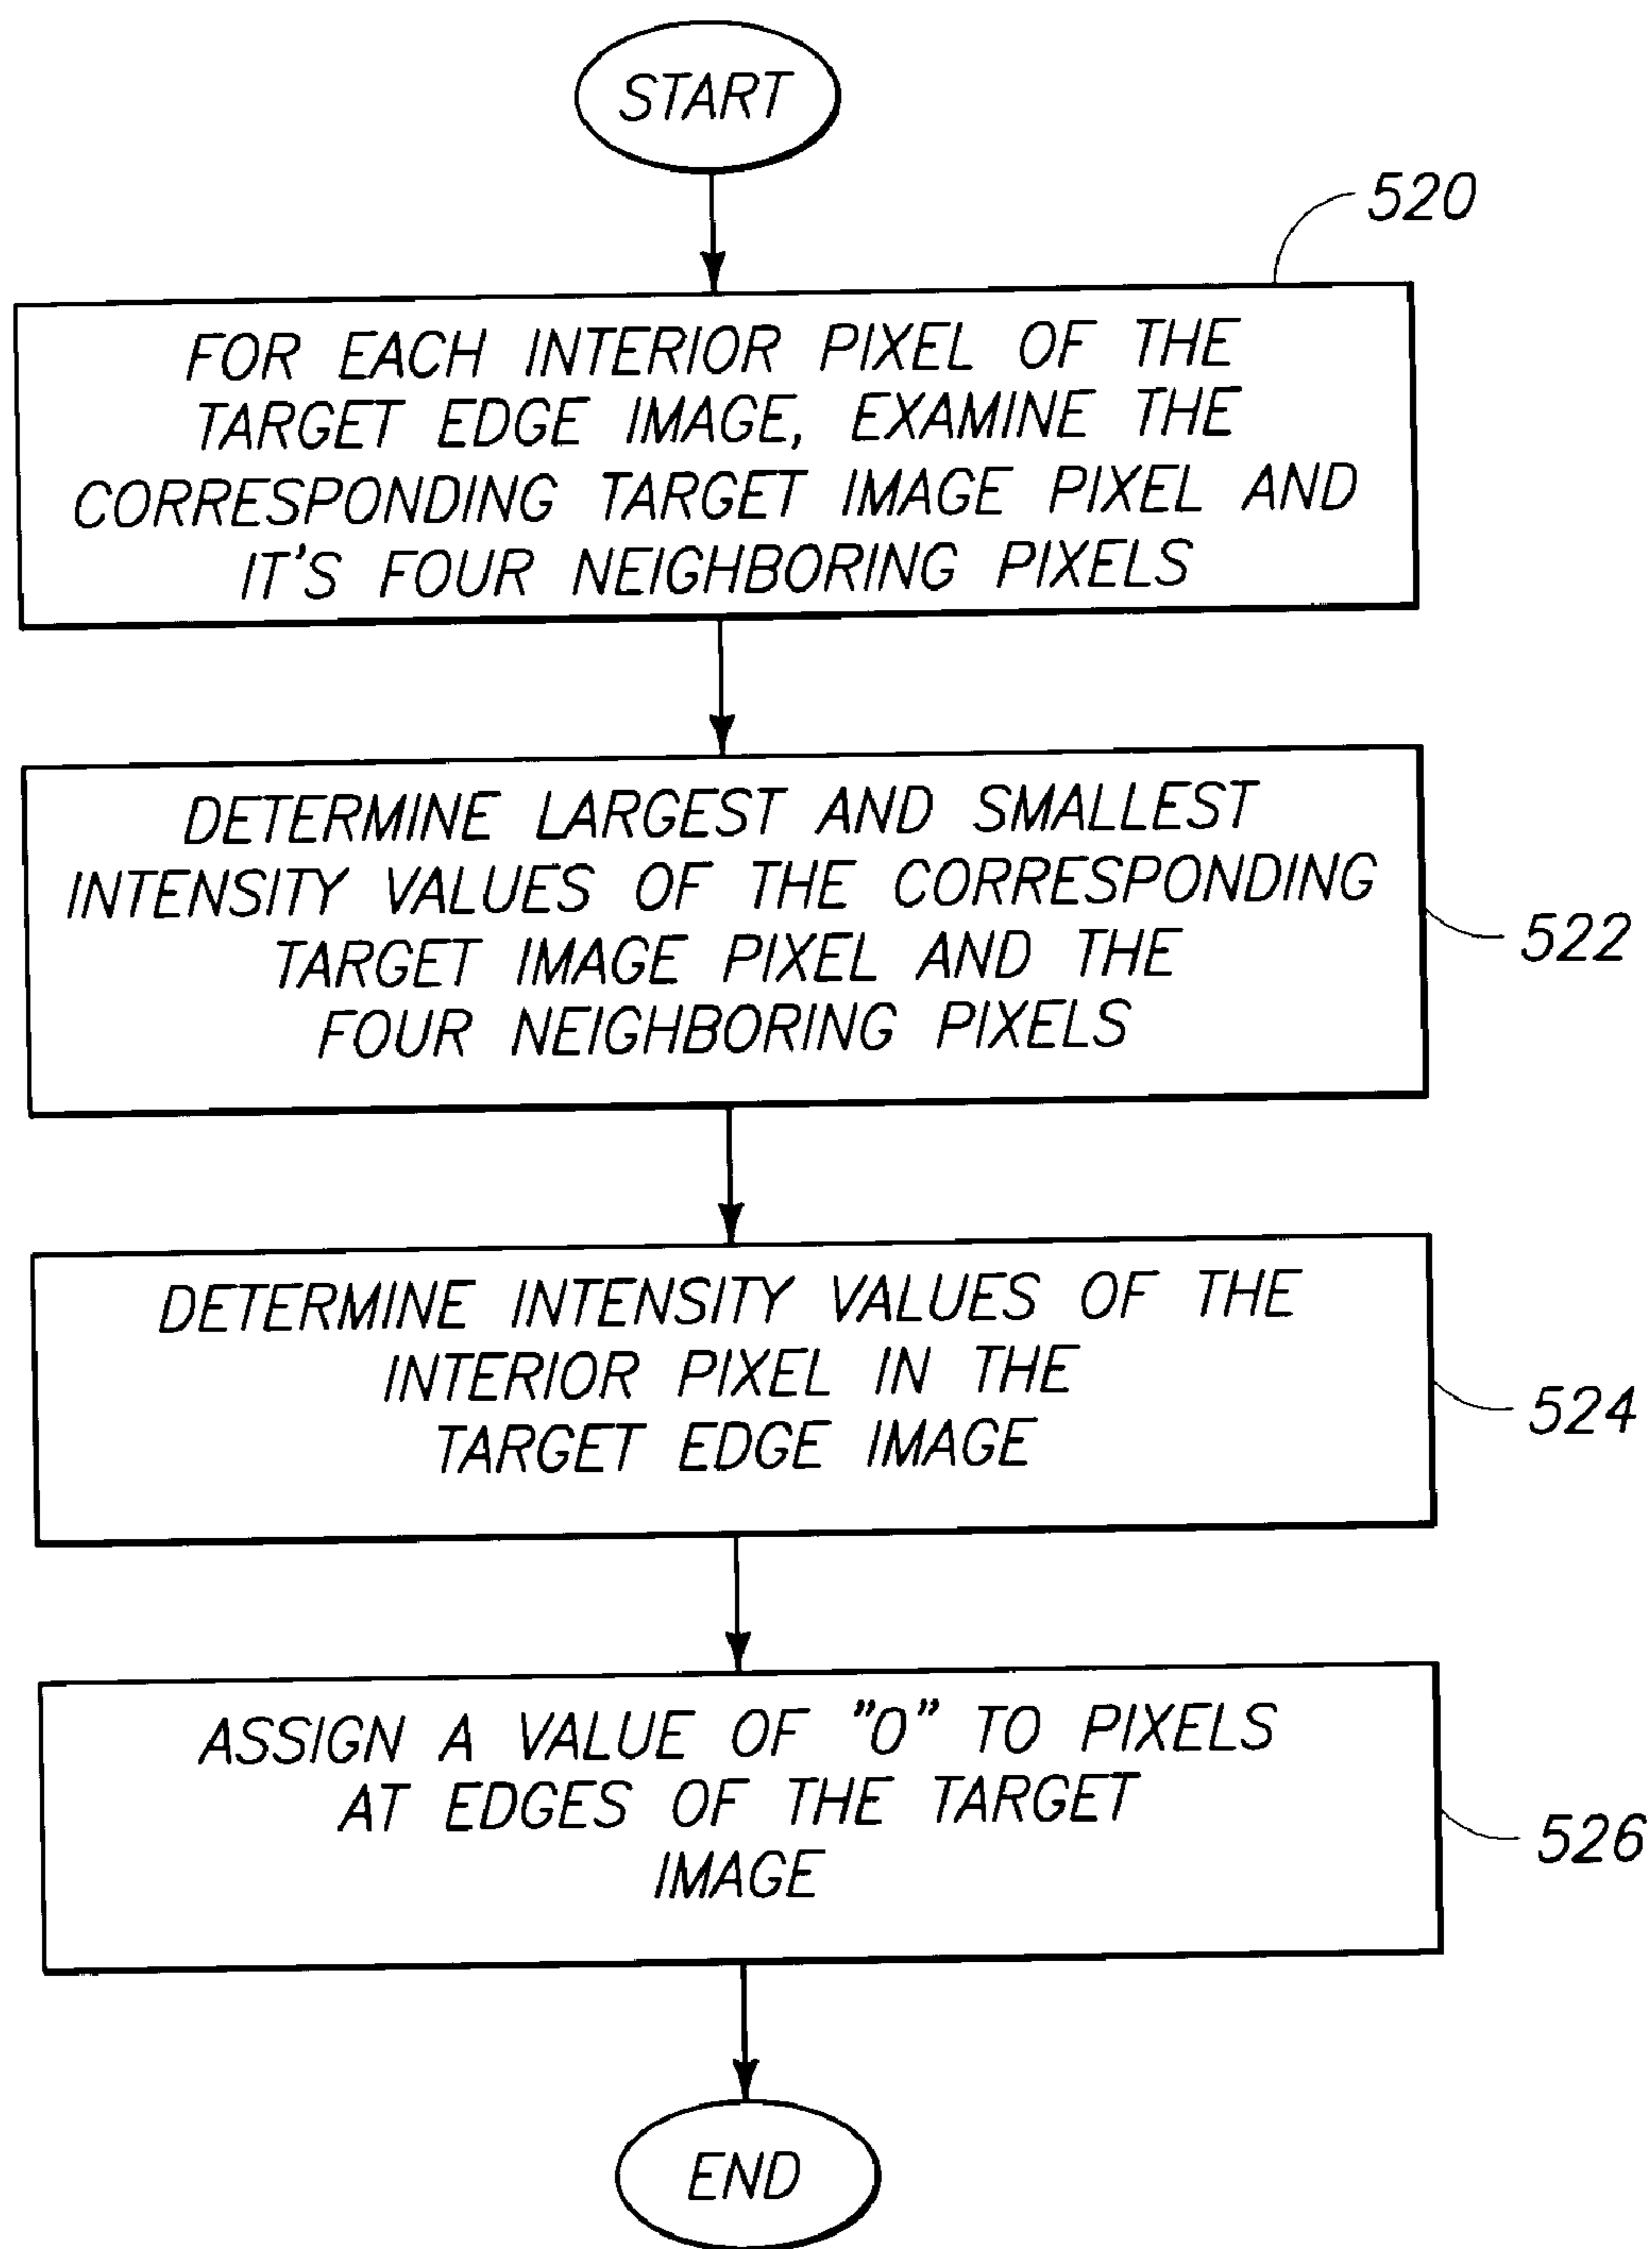 START
520
FOR EACH INTERIOR PIXEL OF THE
TARGET EDGE IMAGE, EXAMINE THE
CORRESPONDING TARGET IMAGE PIXEL AND
IT'S FOUR NEIGHBORING PIXELS
DETERMINE LARGEST AND SMALLEST
INTENSITY VALUES OF THE CORRESPONDING
TARGET IMAGE PIXEL AND THE
FOUR NEIGHBORING PIXELS
522
DETERMINE INTENSITY VALUES OF THE
INTERIOR PIXEL IN THE
TARGET EDGE IMAGE
524
ASSIGN A VALUE OF "0" TO PIXELS
AT EDGES OF THE TARGET
IMAGE
526
END